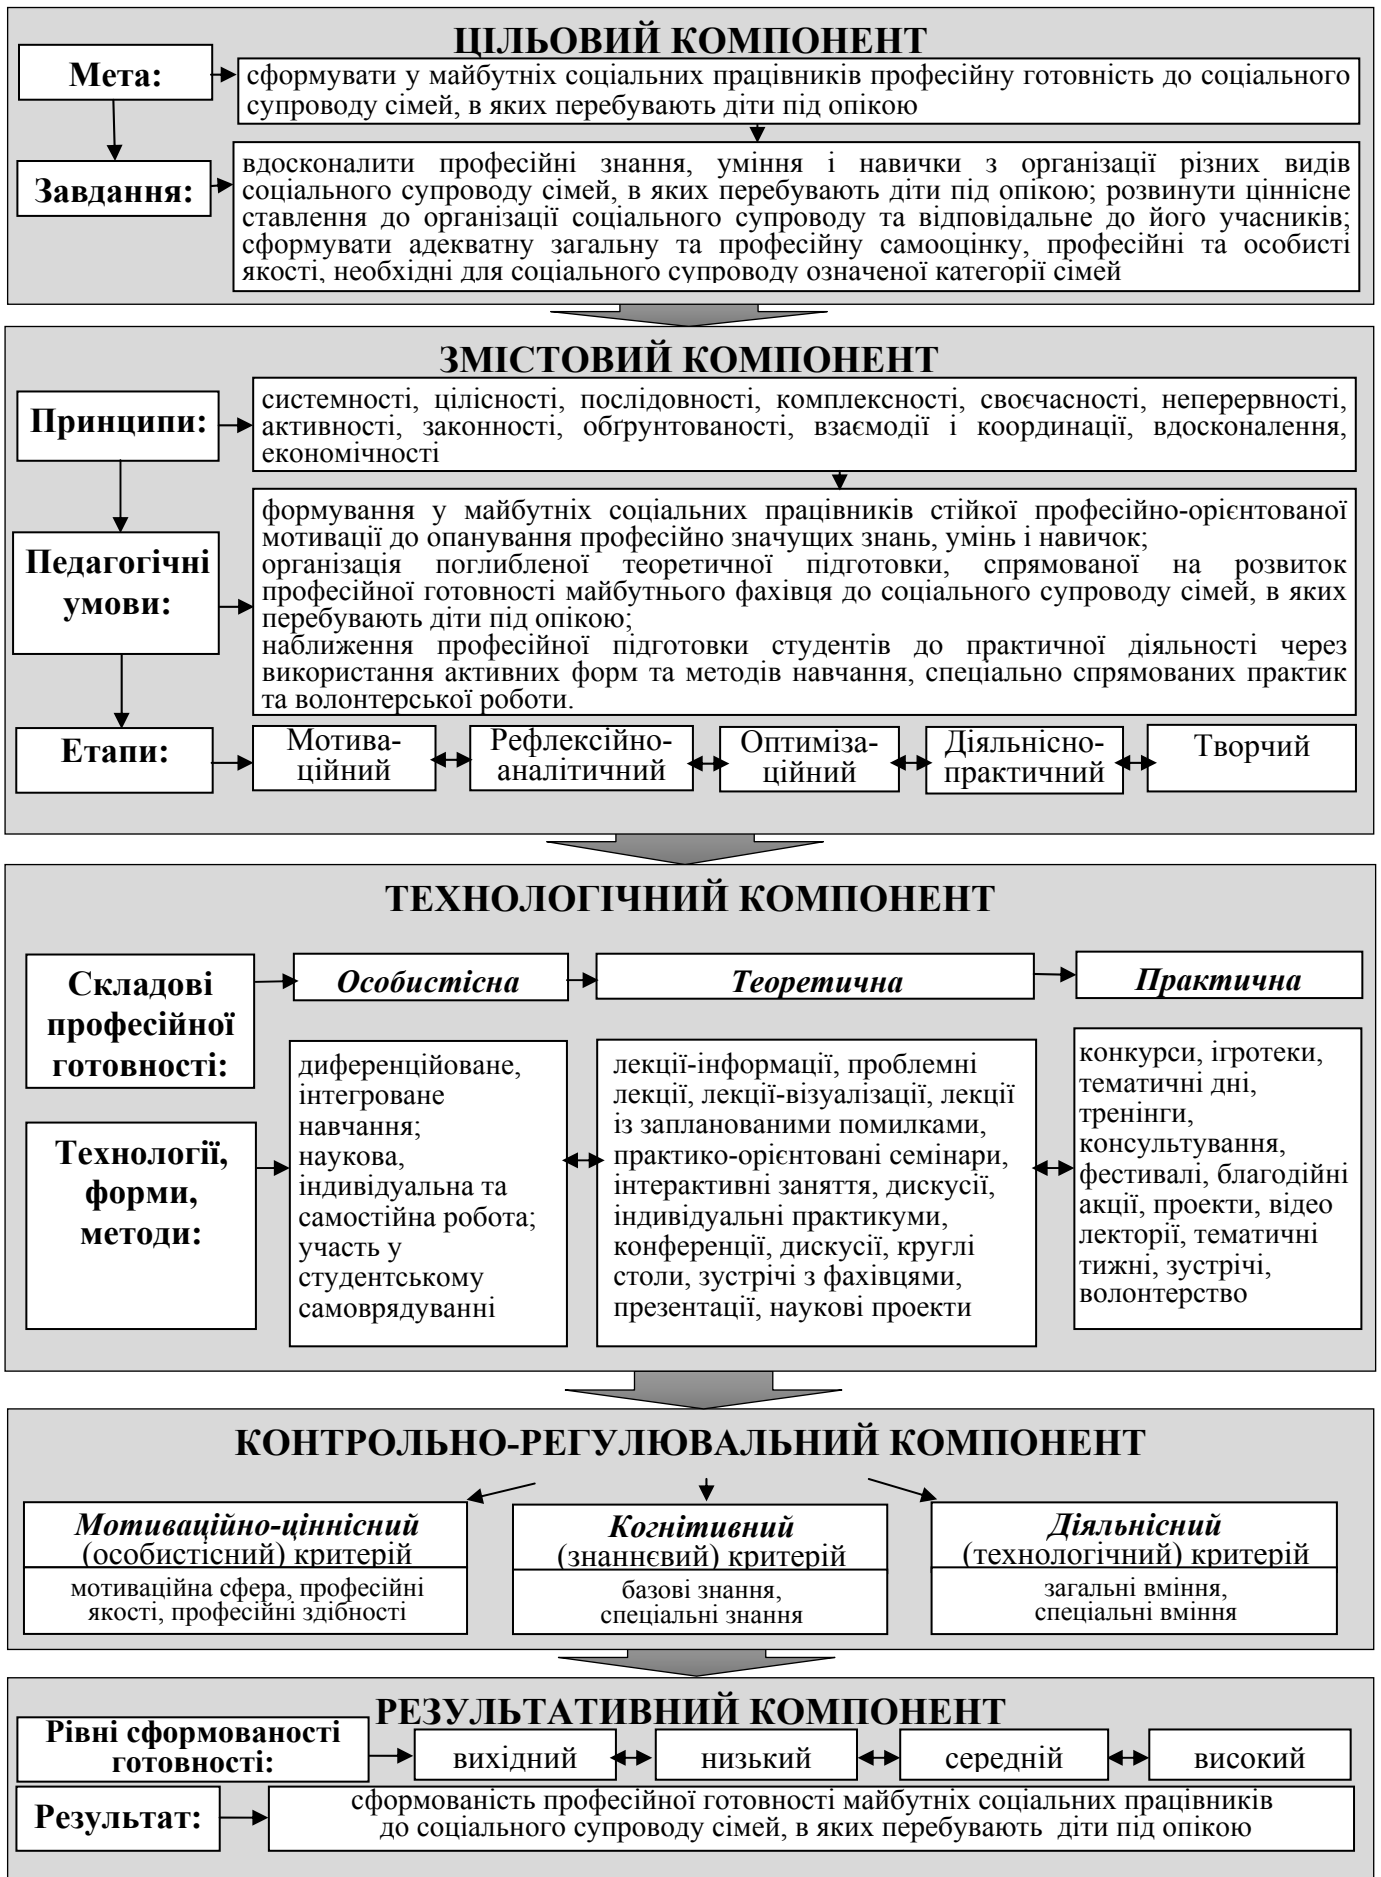 ЦІЛЬОВИЙ КОМПОНЕНТ
Мета:
сформувати у майбутніх соціальних працівників професійну готовність до соціального
супроводу сімей, в яких перебувають діти під опікою
Завдання:
вдосконалити професійні знання, уміння і навички з організації різних видів
соціального супроводу сімей, в яких перебувають діти під опікою; розвинути ціннісне
ставлення до організації соціального супроводу та відповідальне до його учасників;
сформувати адекватну загальну та професійну самооцінку, професійні та особисті
якості, необхідні для соціального супроводу означеної категорії сімей
ЗМІСТОВИЙ КОМПОНЕНТ
Принципи:
системності, цілісності, послідовності, комплексності, своєчасності, неперервності,
активності, законності, обґрунтованості, взаємодії і координації, вдосконалення,
економічності
Педагогічні
умови:
формування у майбутніх соціальних працівників стійкої професійно-орієнтованої
мотивації до опанування професійно значущих знань, умінь і навичок;
організація поглибленої теоретичної підготовки, спрямованої на розвиток
професійної готовності майбутнього фахівця до соціального супроводу сімей, в яких
перебувають діти під опікою;
наближення професійної підготовки студентів до практичної діяльності через
використання активних форм та методів навчання, спеціально спрямованих практик
та волонтерської роботи.
Етапи:
Мотива-
ційний
Рефлексійно-
аналітичний
Оптиміза-
ційний
Діяльнісно-
практичний
Творчий
ТЕХНОЛОГІЧНИЙ КОМПОНЕНТ
Складові
професійної
готовності:
Особистісна
Теоретична
Практична
Технології,
форми,
методи:
диференційоване,
інтегроване
навчання;
наукова,
індивідуальна та
самостійна робота;
участь у
студентському
самоврядуванні
лекції-інформації, проблемні
лекції, лекції-візуалізації, лекції
із запланованими помилками,
практико-орієнтовані семінари,
інтерактивні заняття, дискусії,
індивідуальні практикуми,
конференції, дискусії, круглі
столи, зустрічі з фахівцями,
презентації, наукові проекти
конкурси, ігротеки,
тематичні дні,
тренінги,
консультування,
фестивалі, благодійні
акції, проекти, відео
лекторії, тематичні
тижні, зустрічі,
волонтерство
КОНТРОЛЬНО-РЕГУЛЮВАЛЬНИЙ КОМПОНЕНТ
Мотиваційно-ціннісний
(особистісний) критерій
мотиваційна сфера, професійні
якості, професійні здібності
Когнітивний
(знаннєвий) критерій
базові знання,
спеціальні знання
Діяльнісний
(технологічний) критерій
загальні вміння,
спеціальні вміння
РЕЗУЛЬТАТИВНИЙ КОМПОНЕНТ
Рівні сформованості
готовності:
вихідний
низький
середній
високий
Результат:
сформованість професійної готовності майбутніх соціальних працівників
до соціального супроводу сімей, в яких перебувають діти під опікою